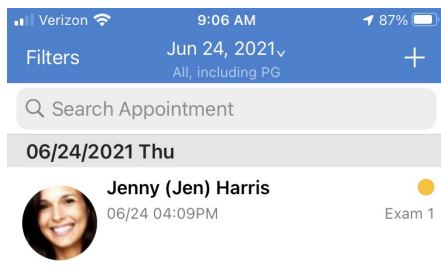 Verizon 9:06 AM 87%
Filters Jun 24, 2021
All, including PG
Search Appointment
06/24/2021 Thu
Jenny (Jen) Harris
06/24 04:09PM Exam 1